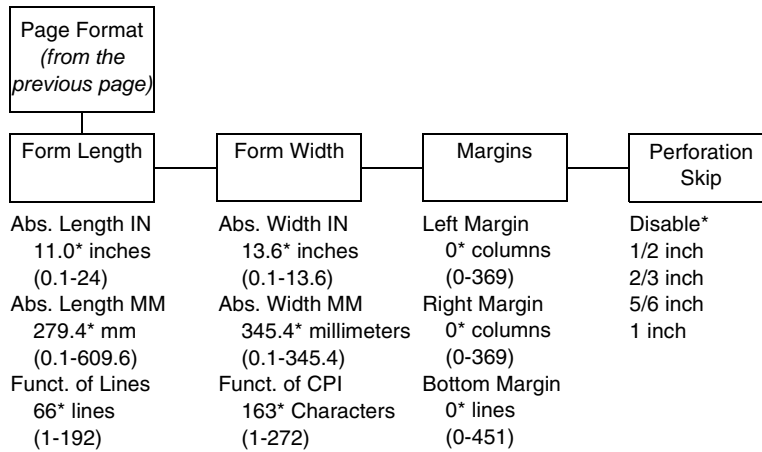 Page Format
(from the
previous page)
Form Length
Form Width
Margins
Perforation
Skip
Abs. Length IN
11.0* inches
(0.1-24)
Abs. Length MM
279.4* mm
(0.1-609.6)
Funct. of Lines
66* lines
(1-192)
Abs. Width IN
13.6* inches
(0.1-13.6)
Abs. Width MM
345.4* millimeters
(0.1-345.4)
Funct. of CPI
163* Characters
(1-272)
Left Margin
0* columns
(0-369)
Right Margin
0* columns
(0-369)
Bottom Margin
0* lines
(0-451)
Disable*
1/2 inch
2/3 inch
5/6 inch
1 inch